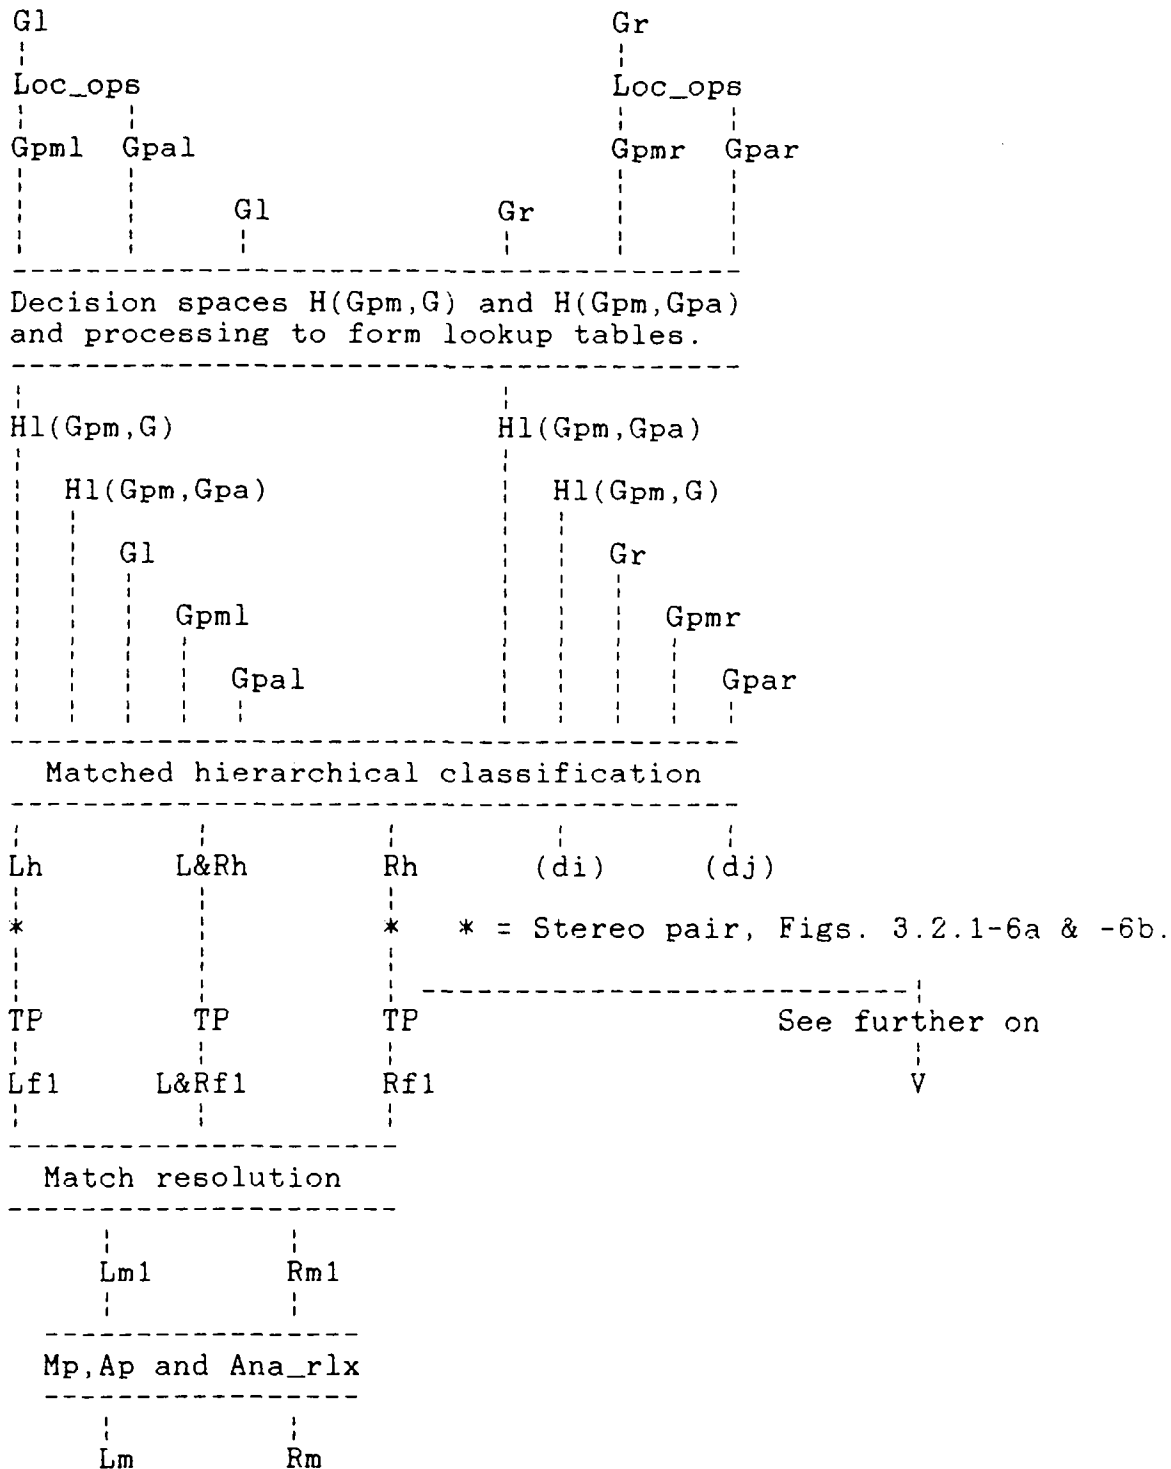 Gl Gr
Loc_ops Loc_ops
Gpml Gpal Gpmr Gpar
Gl Gr
Decision spaces H(Gpm,G) and H(Gpm,Gpa)
and processing to form lookup tables.
Hl(Gpm,G) Hl(Gpm,Gpa)
Hl(Gpm,Gpa) Hl(Gpm,G)
Gl Gr
Gpml Gpmr
Gpal Gpar
Matched hierarchical classification
Lh L&Rh Rh (di) (dj)
* * * = Stereo pair, Figs. 3.2.1-6a & -6b.
TP TP TP See further on
Lf1 L&Rf1 Rf1 V
Match resolution
Lm1 Rm1
Mp,Ap and Ana_rlx
Lm Rm